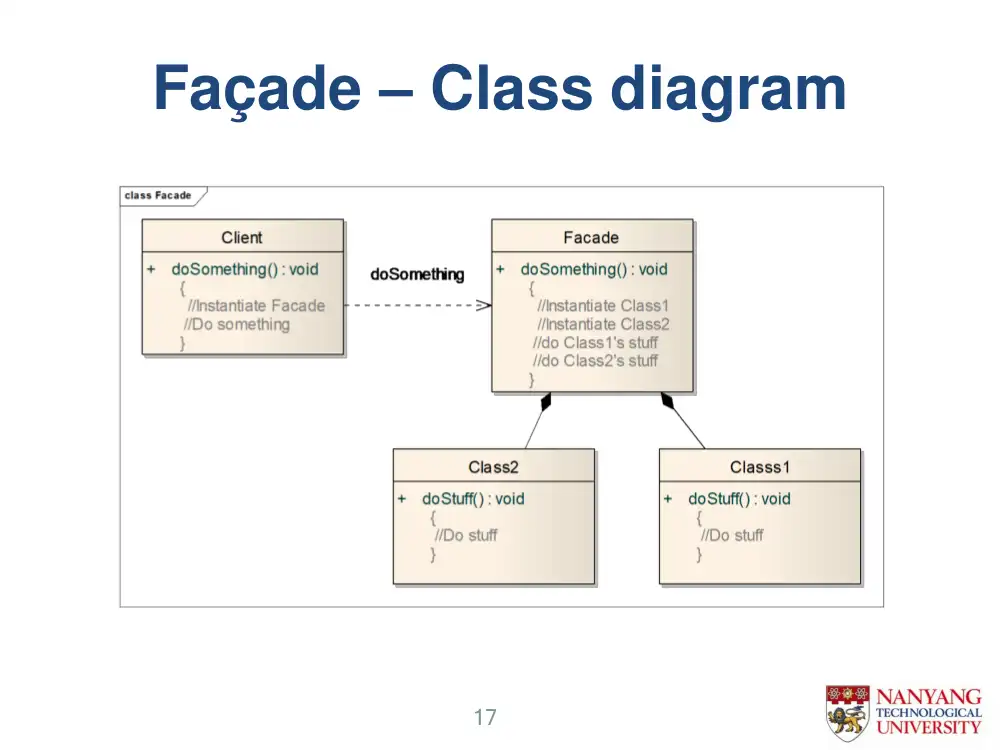 Façade – Class diagram
class Facade
Client
+ doSomething() : void
{
//Instantiate Facade
//Do something
}
doSomething
Facade
+ doSomething() : void
{
//Instantiate Class1
//Instantiate Class2
//do Class1's stuff
//do Class2's stuff
}
Class2
+ doStuff() : void
{
//Do stuff
}
Classs1
+ doStuff() : void
{
//Do stuff
}
17
NANYANG
TECHNOLOGICAL
UNIVERSITY